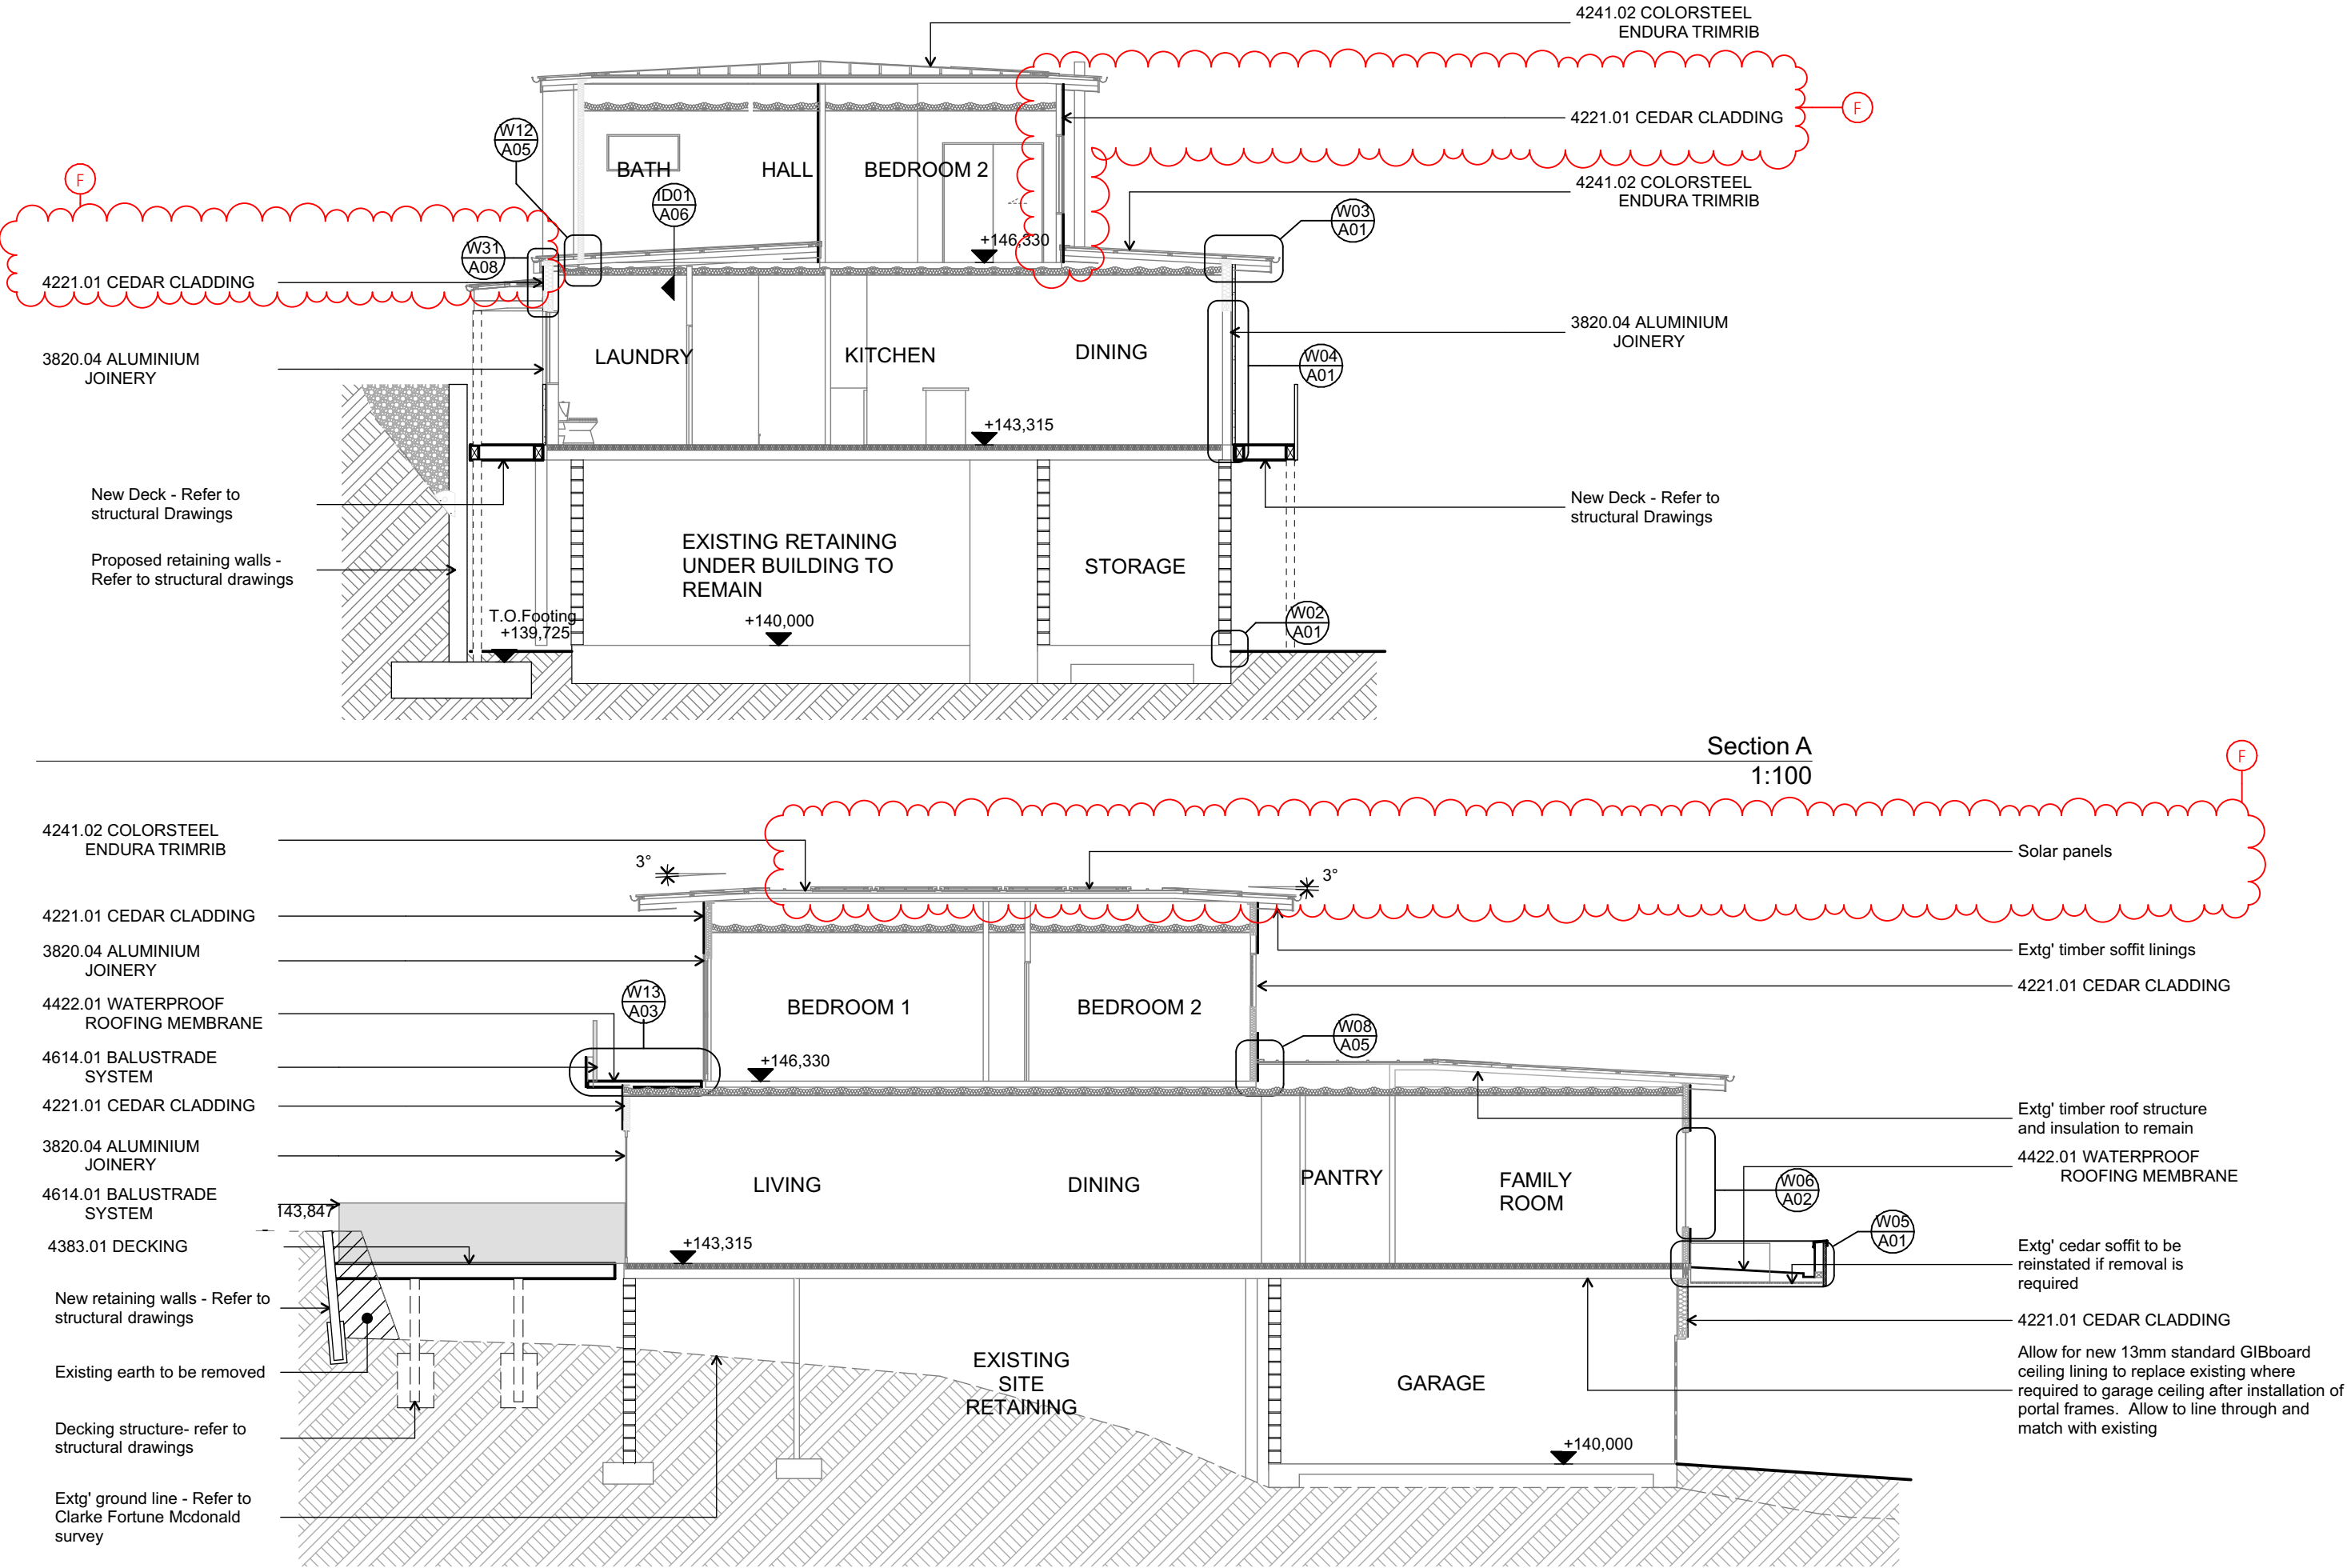 4241.02 COLORSTEEL
ENDURA TRIMRIB
F
4221.01 CEDAR CLADDING
W12
A05
BATH
HALL
BEDROOM 2
F
ID01
A06
4241.02 COLORSTEEL
ENDURA TRIMRIB
W03
A01
+146,330
W31
A08
4221.01 CEDAR CLADDING
3820.04 ALUMINIUM
JOINERY
LAUNDRY
KITCHEN
DINING
3820.04 ALUMINIUM
JOINERY
W04
A01
+143,315
New Deck - Refer to
structural Drawings
New Deck - Refer to
structural Drawings
EXISTING RETAINING
UNDER BUILDING TO
REMAIN
STORAGE
Proposed retaining walls -
Refer to structural drawings
T.O.Footing
+139,725
+140,000
W02
A01
Section A
1:100
F
4241.02 COLORSTEEL
ENDURA TRIMRIB
Solar panels
3°
3°
4221.01 CEDAR CLADDING
3820.04 ALUMINIUM
JOINERY
Extg' timber soffit linings
4221.01 CEDAR CLADDING
4422.01 WATERPROOF
ROOFING MEMBRANE
W13
A03
BEDROOM 1
BEDROOM 2
W08
A05
4614.01 BALUSTRADE
SYSTEM
+146,330
4221.01 CEDAR CLADDING
Extg' timber roof structure
and insulation to remain
3820.04 ALUMINIUM
JOINERY
4422.01 WATERPROOF
ROOFING MEMBRANE
LIVING
DINING
PANTRY
FAMILY
ROOM
W06
A02
4614.01 BALUSTRADE
SYSTEM
143,847
W05
A01
4383.01 DECKING
+143,315
Extg' cedar soffit to be
reinstated if removal is
required
New retaining walls - Refer to
structural drawings
4221.01 CEDAR CLADDING
Existing earth to be removed
EXISTING
SITE
RETAINING
GARAGE
Allow for new 13mm standard GIBboard
ceiling lining to replace existing where
required to garage ceiling after installation of
portal frames. Allow to line through and
match with existing
Decking structure- refer to
structural drawings
+140,000
Extg' ground line - Refer to
Clarke Fortune Mcdonald
survey